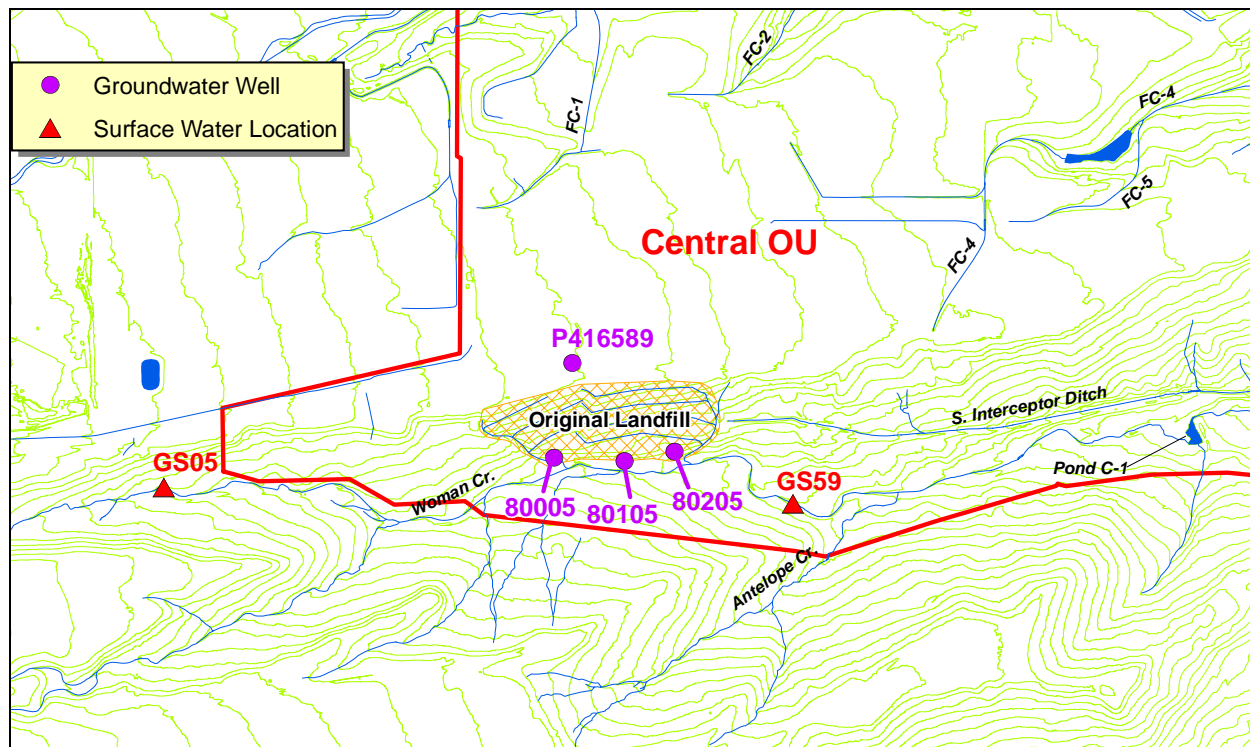 FC-2
Groundwater Well
Surface Water Location
FC-1
FC-4
FC-5
Central OU
FC-4
P416589
Original Landfill
S. Interceptor Ditch
GS05
Woman Cr.
80005
80105
80205
GS59
Pond C-1
Antelope Cr.